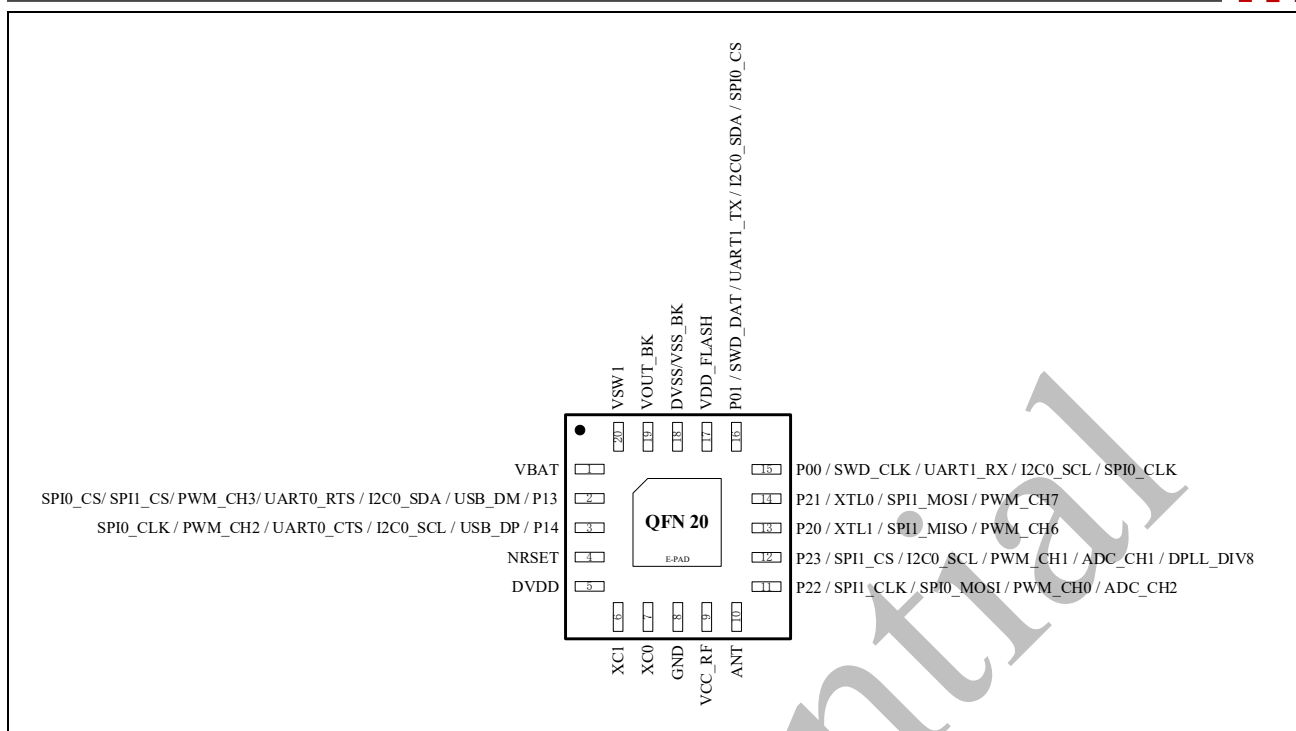 P01 / SWD_DAT / UART1_TX / I2C0_SDA / SPI0_CS
VSW1
VOUT_BK
DVSS/VSS_BK
VDD_FLASH
20
19
18
17
16
VBAT
1
SPI0_CS/ SPI1_CS/ PWM_CH3/ UART0_RTS / I2C0_SDA / USB_DM / P13
2
SPI0_CLK / PWM_CH2 / UART0_CTS / I2C0_SCL / USB_DP / P14
3
NRSET
4
DVDD
5
QFN 20
E-PAD
15
P00 / SWD_CLK / UART1_RX / I2C0_SCL / SPI0_CLK
14
P21 / XTL0 / SPI1_MOSI / PWM_CH7
13
P20 / XTL1 / SPI1_MISO / PWM_CH6
12
P23 / SPI1_CS / I2C0_SCL / PWM_CH1 / ADC_CH1 / DPLL_DIV8
11
P22 / SPI1_CLK / SPI0_MOSI / PWM_CH0 / ADC_CH2
6
7
8
9
10
XC1
XC0
GND
VCC_RF
ANT
ntial